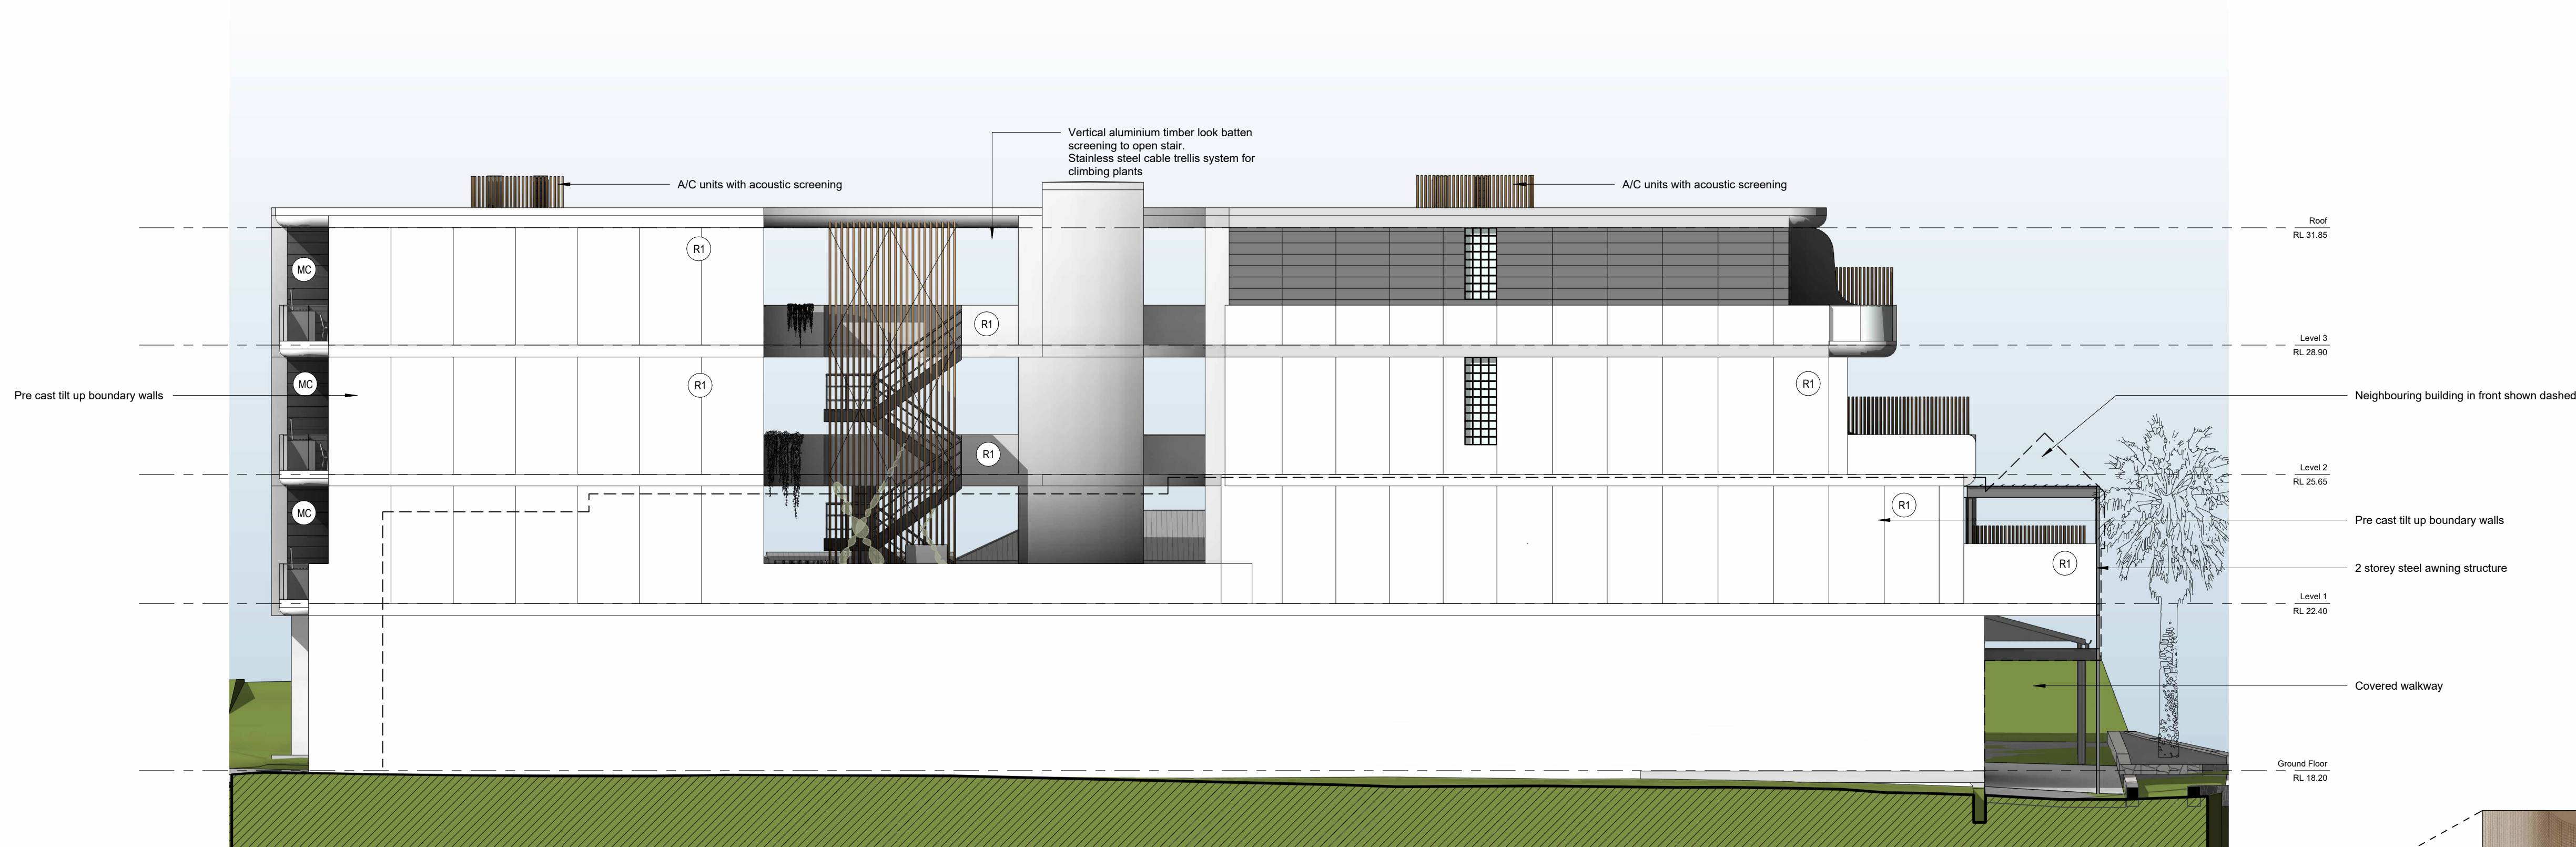 Vertical aluminium timber look batten
screening to open stair.
Stainless steel cable trellis system for
climbing plants
A/C units with acoustic screening
A/C units with acoustic screening
Roof
RL 31.85
R1
MC
R1
Level 3
RL 28.90
MC
R1
R1
Pre cast tilt up boundary walls
Neighbouring building in front shown dashed
R1
Level 2
RL 25.65
MC
R1
Pre cast tilt up boundary walls
R1
2 storey steel awning structure
Level 1
RL 22.40
Covered walkway
Ground Floor
RL 18.20